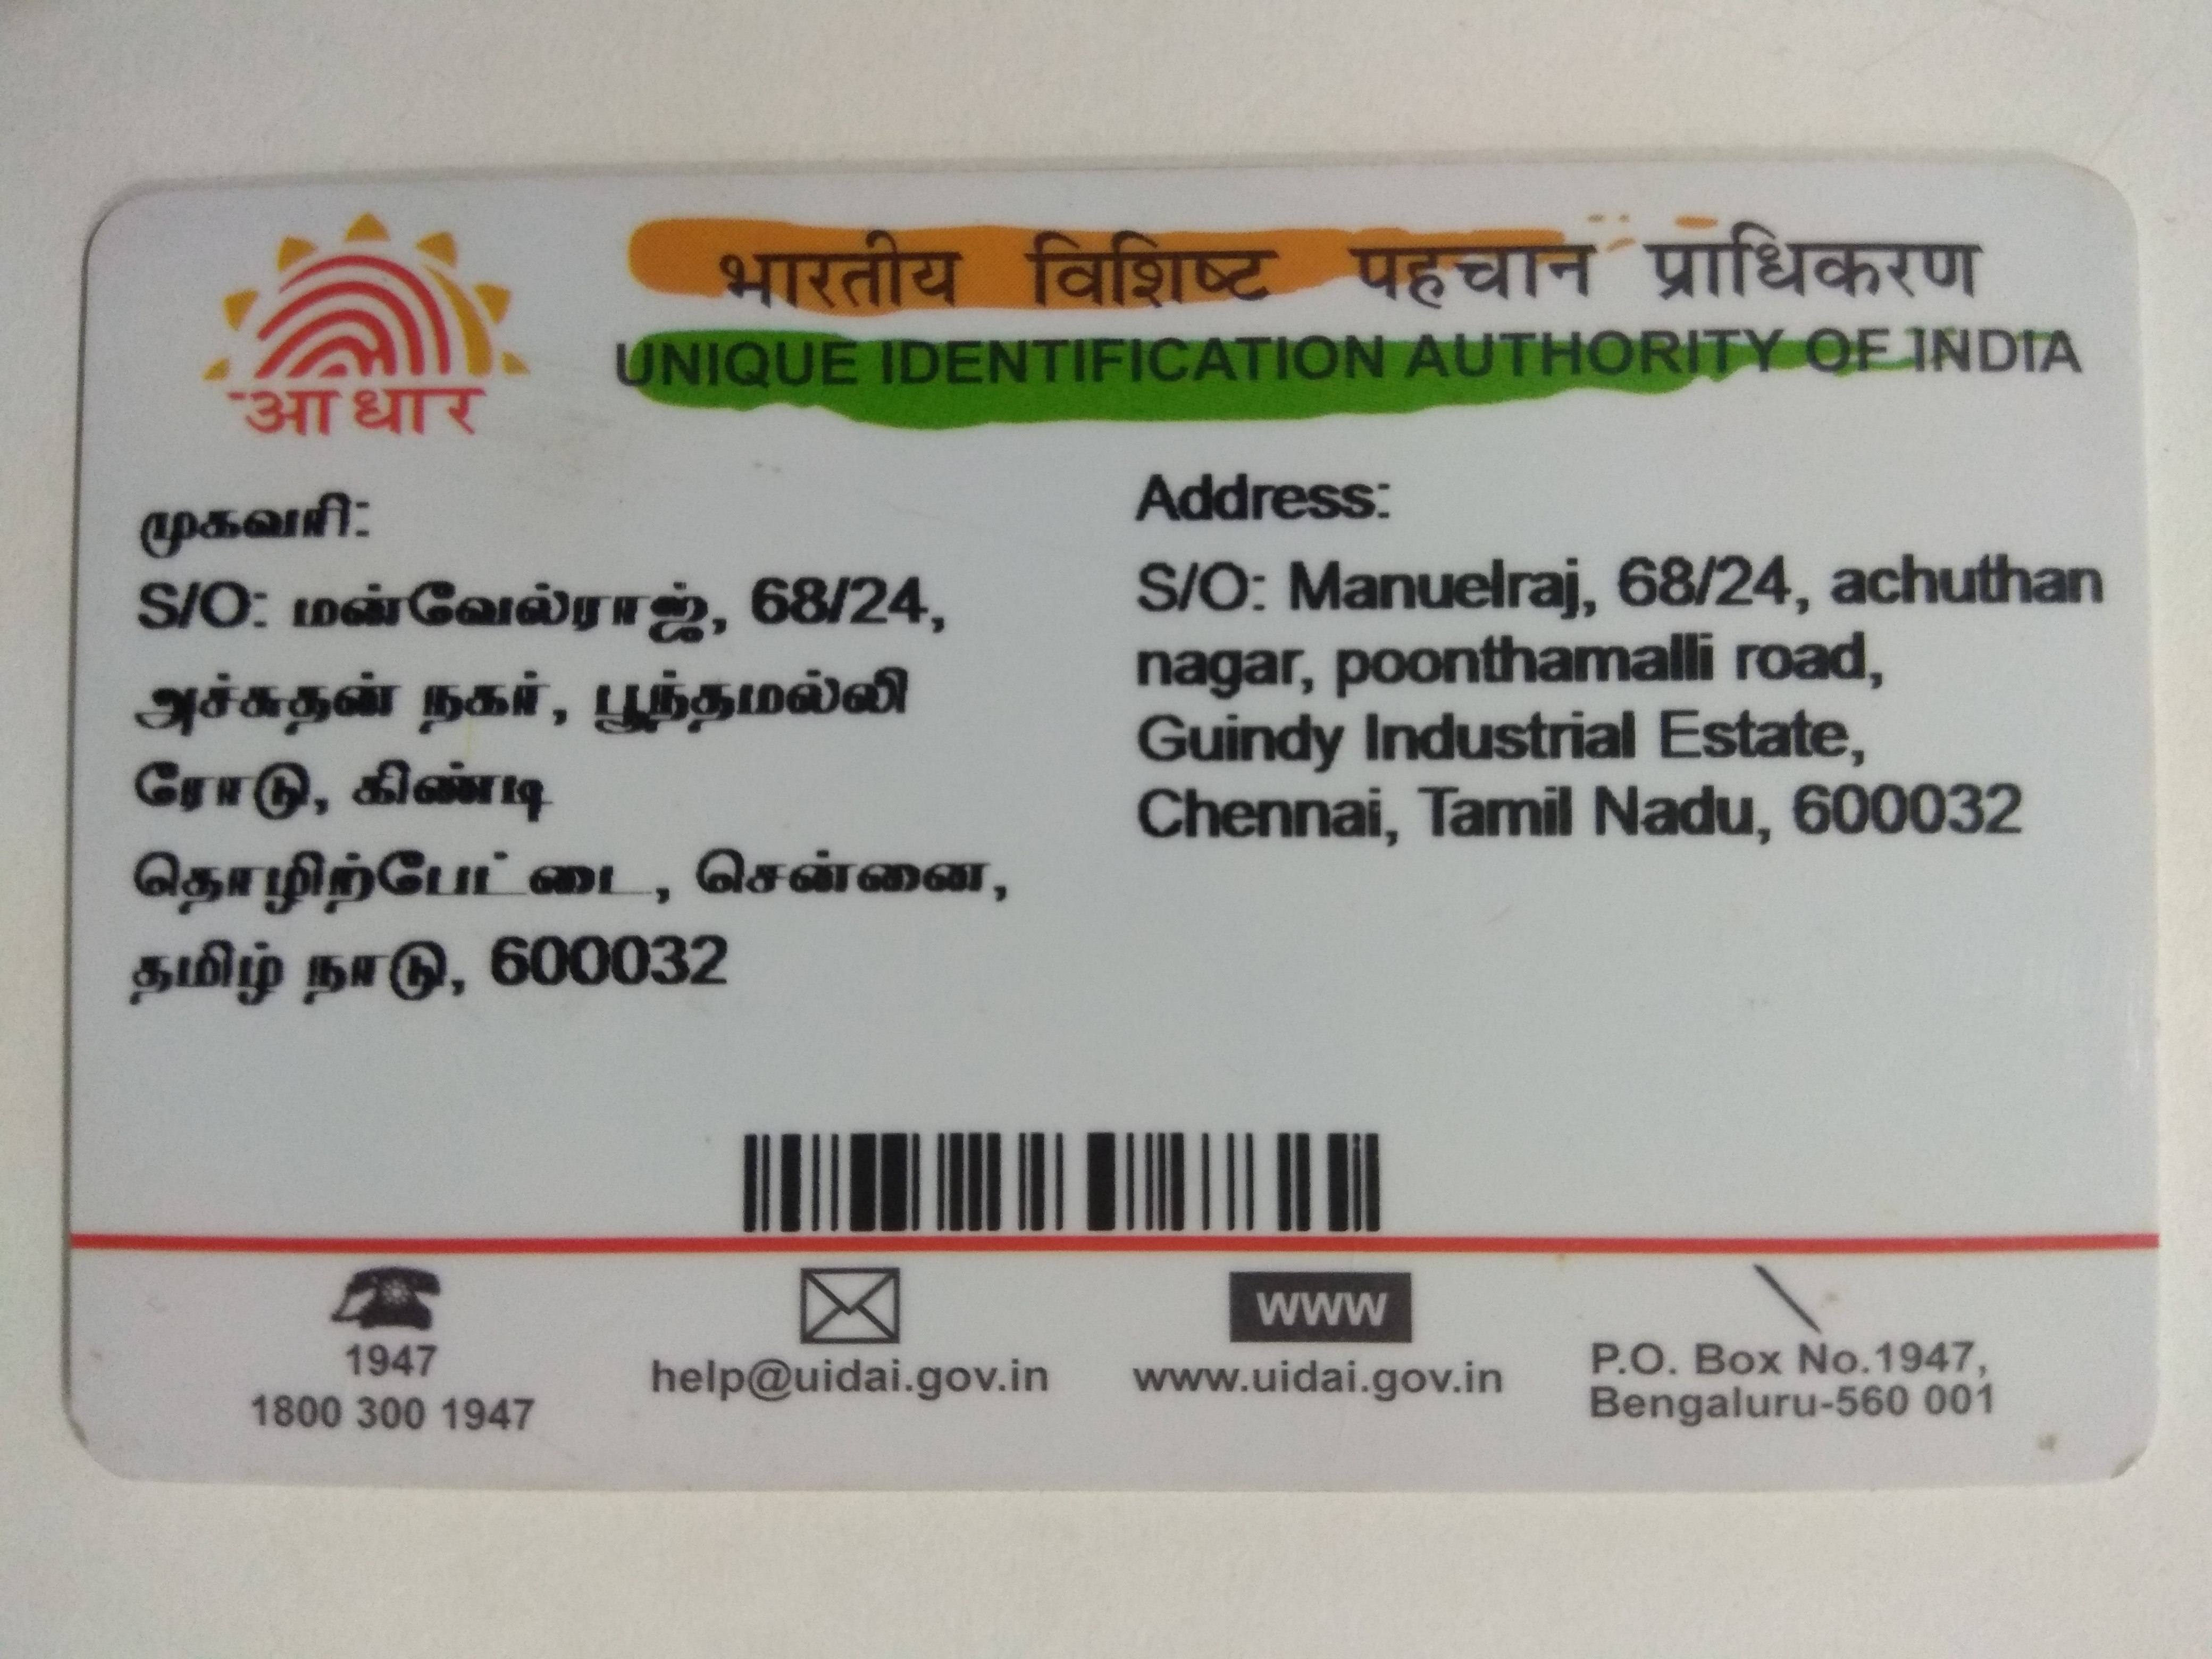 भारतीय विशिष्ट पहचान प्राधिकरण
UNIQUE IDENTIFICATION AUTHORITY OF INDIA
आधार
முகவரி:
S/O: மன்வேல்ராஜ், 68/24,
அச்சுதன் நகர், பூந்தமல்லி
ரோடு, கிண்டி
தொழிற்பேட்டை, சென்னை,
தமிழ் நாடு, 600032
Address:
S/O: Manuelraj, 68/24, achuthan
nagar, poonthamalli road,
Guindy Industrial Estate,
Chennai, Tamil Nadu, 600032
1947
1800 300 1947
help@uidai.gov.in
WWW
www.uidai.gov.in
P.O. Box No.1947,
Bengaluru-560 001